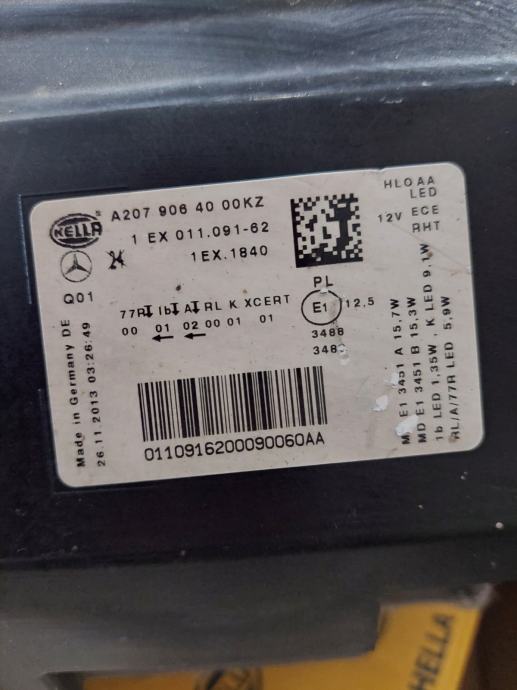 HELLA
A207 906 40 00KZ
1 EX 011.091-62
1EX.1840
HLOAA
LED
12V ECE
RHT
Q01
Made in Germany DE
26.11.2013 03:26:49
77R Ib A RL K XCERT
00 01 02 00 01 01
PL
E1 12,5
3488
348
M E1 3451 A 15,7W
MD E1 3451 B 15,3W
1b LED 1,35W, K LED 9,1W
RL/A/77R LED 5,9W
0110916200090060AA
HELLA